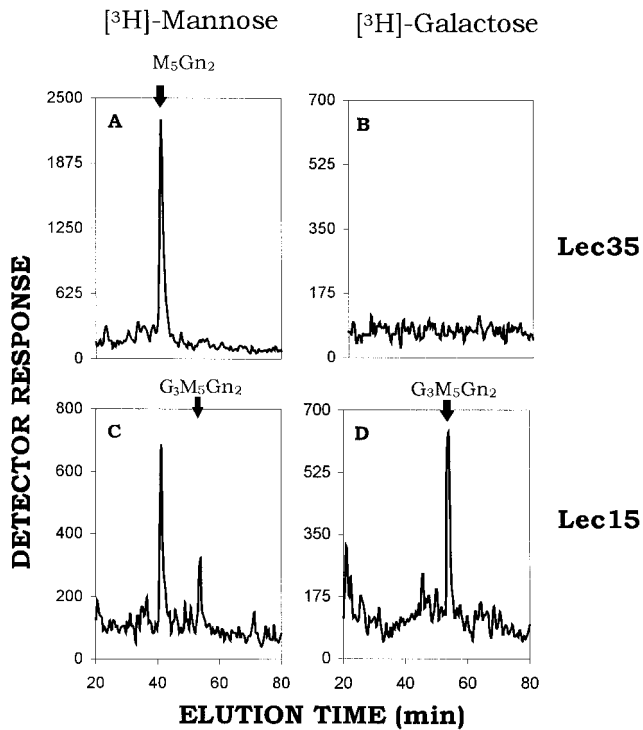 [³H]-Mannose
[³H]-Galactose
M₅Gn₂
2500
1875
1250
625
0
A
700
525
350
175
0
B
Lec35
DETECTOR RESPONSE
G₃M₅Gn₂
800
600
400
200
0
C
20
40
60
80
G₃M₅Gn₂
700
525
350
175
0
D
20
40
60
80
Lec15
ELUTION TIME (min)